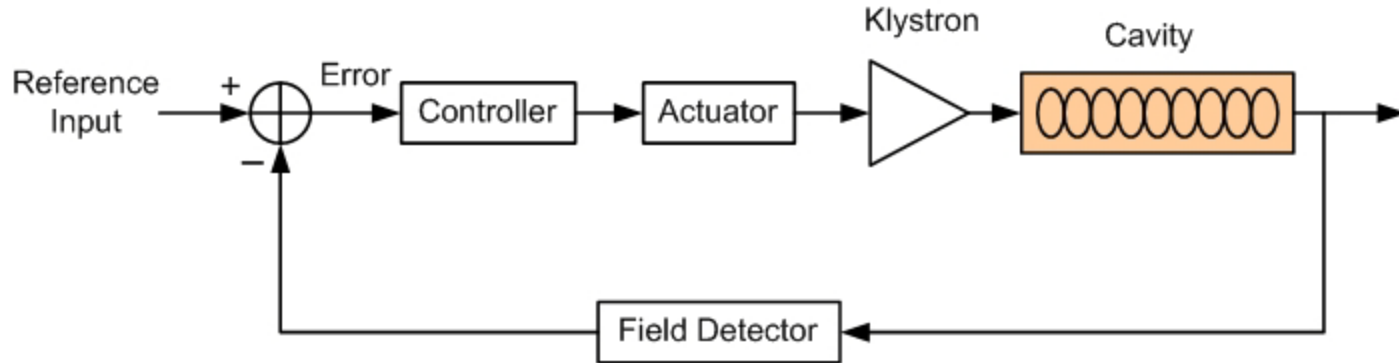 Klystron
Cavity
Reference
Input
+
Error
Controller
Actuator
−
Field Detector